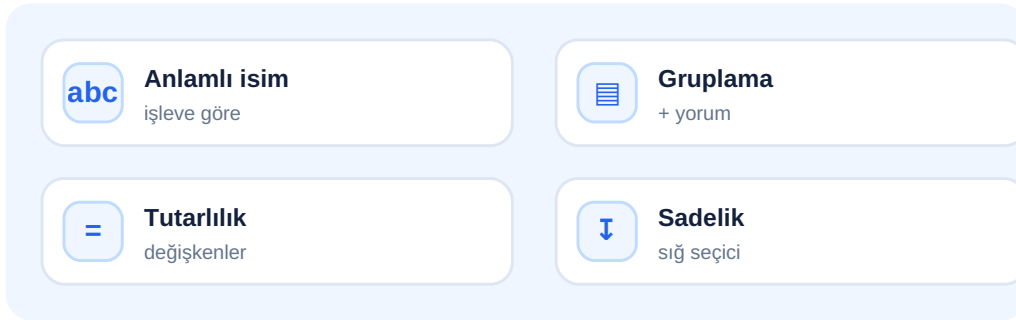 abc
Anlamlı isim
işleve göre
Gruplama
+ yorum
=
Tutarlılık
değişkenler
Sadelik
sığ seçici